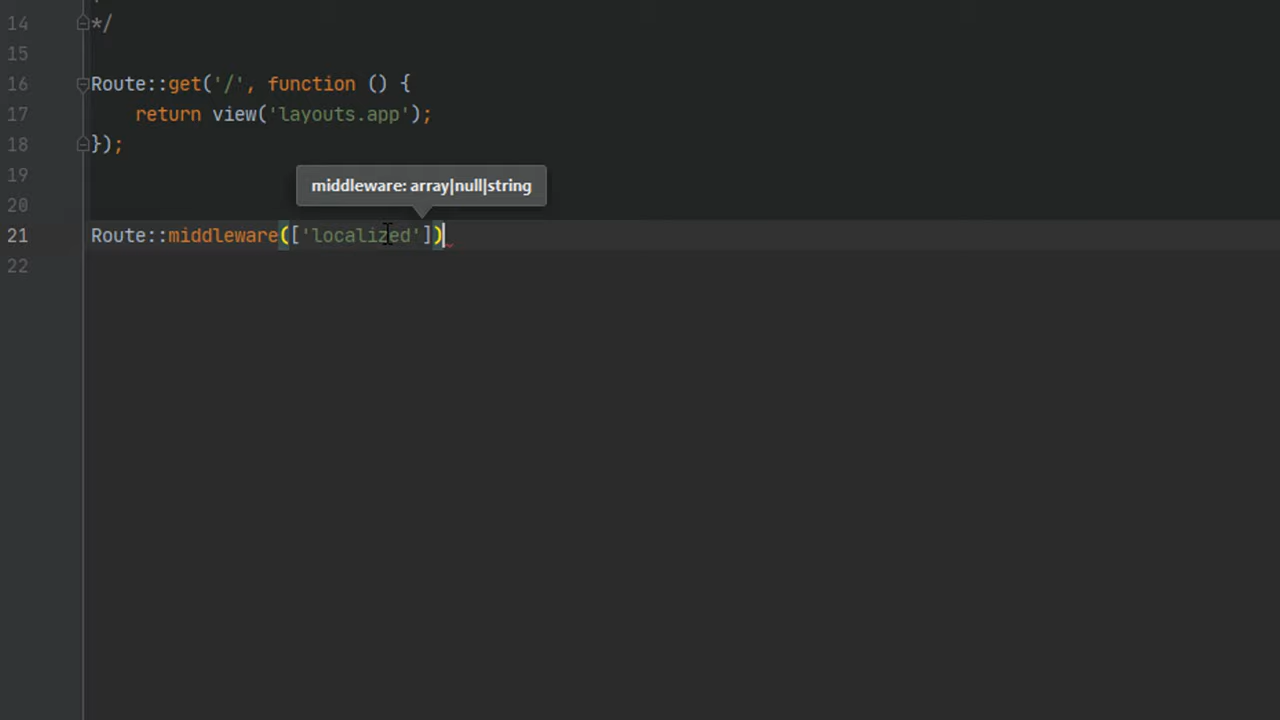 14 */
15
16 Route::get('/', function () {
17 return view('layouts.app');
18 });
19
middleware: array|null|string
20
21 Route::middleware(['localized'])
22